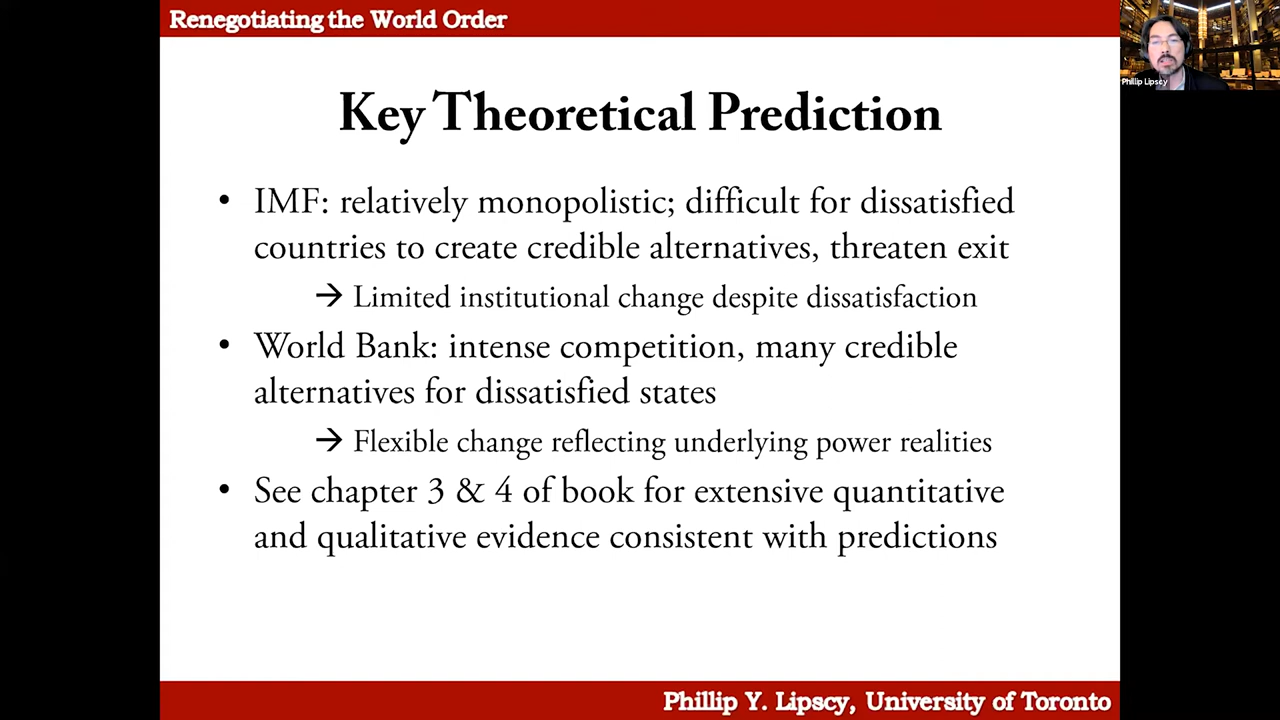 Renegotiating the World Order
Phillip Lipscy
Key Theoretical Prediction
• IMF: relatively monopolistic; difficult for dissatisfied
countries to create credible alternatives, threaten exit
→ Limited institutional change despite dissatisfaction
• World Bank: intense competition, many credible
alternatives for dissatisfied states
→ Flexible change reflecting underlying power realities
• See chapter 3 & 4 of book for extensive quantitative
and qualitative evidence consistent with predictions
Phillip Y. Lipscy, University of Toronto